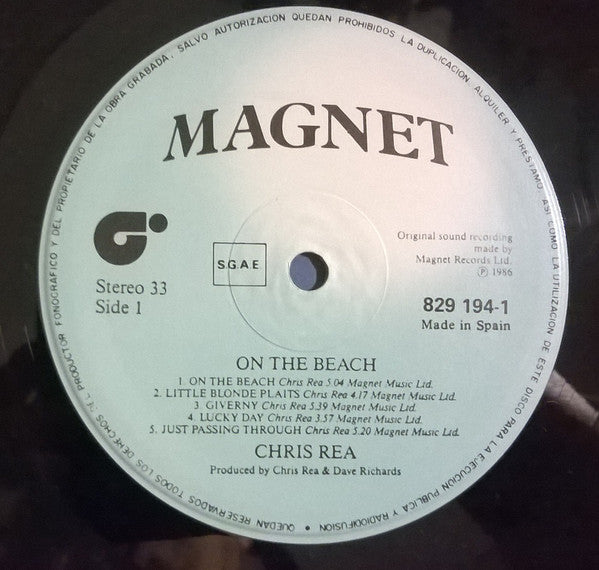 QUEDAN RESERVADOS TODOS LOS DERECHOS DEL PRODUCTOR FONOGRAFICO Y DEL PROPIETARIO DE LA OBRA GRABADA. SALVO AUTORIZACION QUEDAN PROHIBIDOS LA DUPLICACION, ALQUILER Y PRESTAMO, ASI COMO LA UTILIZACION DE ESTE DISCO PARA LA EJECUCION PUBLICA Y RADIODIFUSION •
MAGNET
Original sound recording
made by
Magnet Records Ltd.
℗ 1986
S.G.A.E.
Stereo 33
Side 1
829 194-1
Made in Spain
ON THE BEACH
1. ON THE BEACH Chris Rea 5.04 Magnet Music Ltd.
2. LITTLE BLONDE PLAITS Chris Rea 4.17 Magnet Music Ltd.
3. GIVERNY Chris Rea 5.39 Magnet Music Ltd.
4. LUCKY DAY Chris Rea 3.57 Magnet Music Ltd.
5. JUST PASSING THROUGH Chris Rea 5.20 Magnet Music Ltd.
CHRIS REA
Produced by Chris Rea & Dave Richards